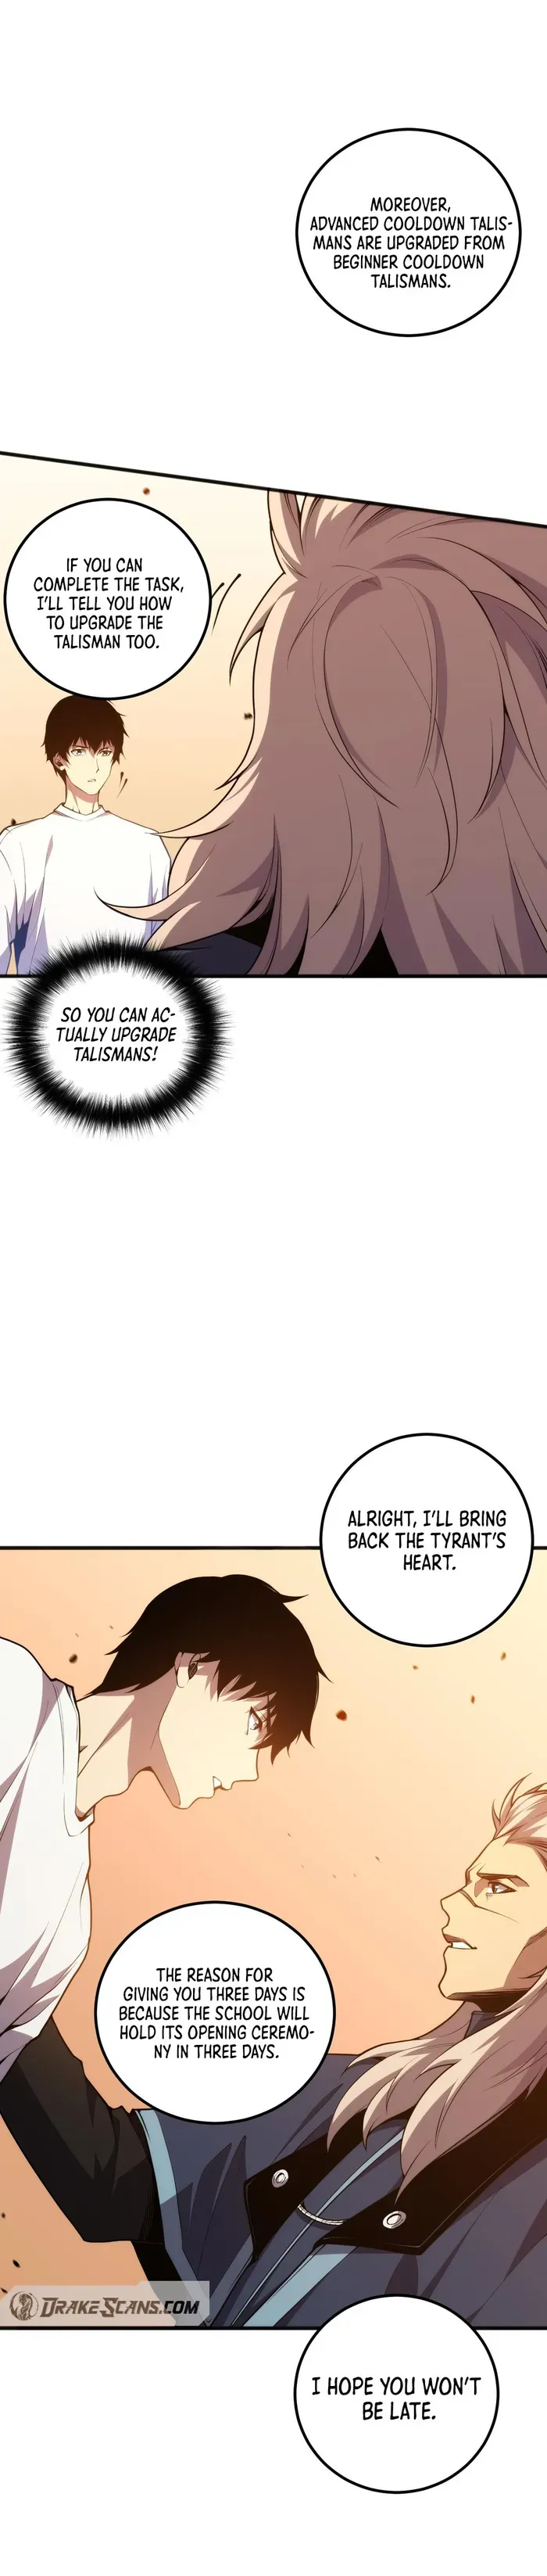 MOREOVER,
ADVANCED COOLDOWN TALIS-
MANS ARE UPGRADED FROM
BEGINNER COOLDOWN
TALISMANS.
IF YOU CAN
COMPLETE THE TASK,
I'LL TELL YOU HOW
TO UPGRADE THE
TALISMAN TOO.
SO YOU CAN AC-
TUALLY UPGRADE
TALISMANS!
ALRIGHT, I'LL BRING
BACK THE TYRANT'S
HEART.
THE REASON FOR
GIVING YOU THREE DAYS IS
BECAUSE THE SCHOOL WILL
HOLD ITS OPENING CEREMO-
NY IN THREE DAYS.
DRAKESCANS.COM
I HOPE YOU WON'T
BE LATE.